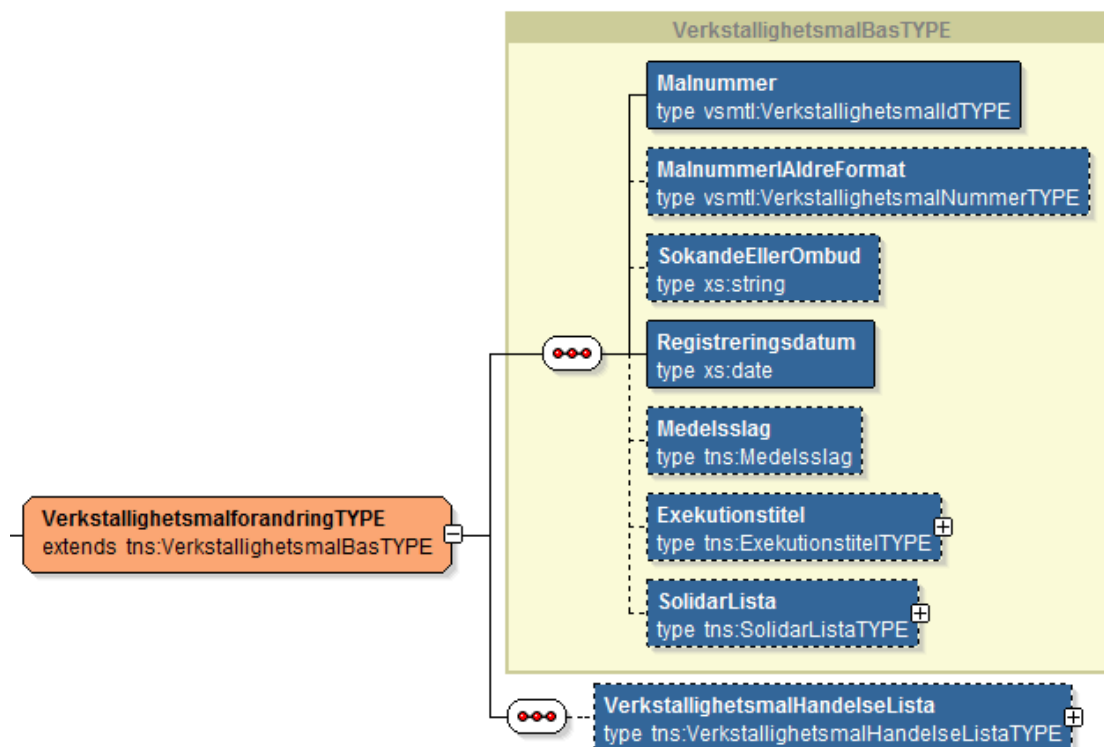 VerkstallighetsmalBasTYPE
Malnummer
type vsmtl:VerkstallighetsmalIdTYPE
MalnummerIAldreFormat
type vsmtl:VerkstallighetsmalNummerTYPE
SokandeEllerOmbud
type xs:string
Registreringsdatum
type xs:date
Medelsslag
type tns:Medelsslag
VerkstallighetsmalforandringTYPE
extends tns:VerkstallighetsmalBasTYPE
Exekutionstitel
type tns:ExekutionstitelTYPE
SolidarLista
type tns:SolidarListaTYPE
VerkstallighetsmalHandelseLista
type tns:VerkstallighetsmalHandelseListaTYPE